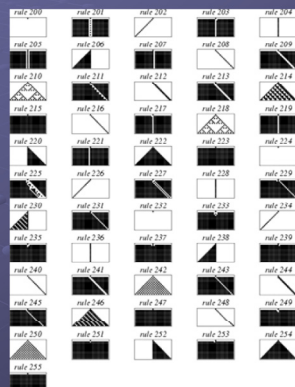 rule 200 rule 201 rule 202 rule 203 rule 204
rule 205 rule 206 rule 207 rule 208 rule 209
rule 210 rule 211 rule 212 rule 213 rule 214
rule 215 rule 216 rule 217 rule 218 rule 219
rule 220 rule 221 rule 222 rule 223 rule 224
rule 225 rule 226 rule 227 rule 228 rule 229
rule 230 rule 231 rule 232 rule 233 rule 234
rule 235 rule 236 rule 237 rule 238 rule 239
rule 240 rule 241 rule 242 rule 243 rule 244
rule 245 rule 246 rule 247 rule 248 rule 249
rule 250 rule 251 rule 252 rule 253 rule 254
rule 255